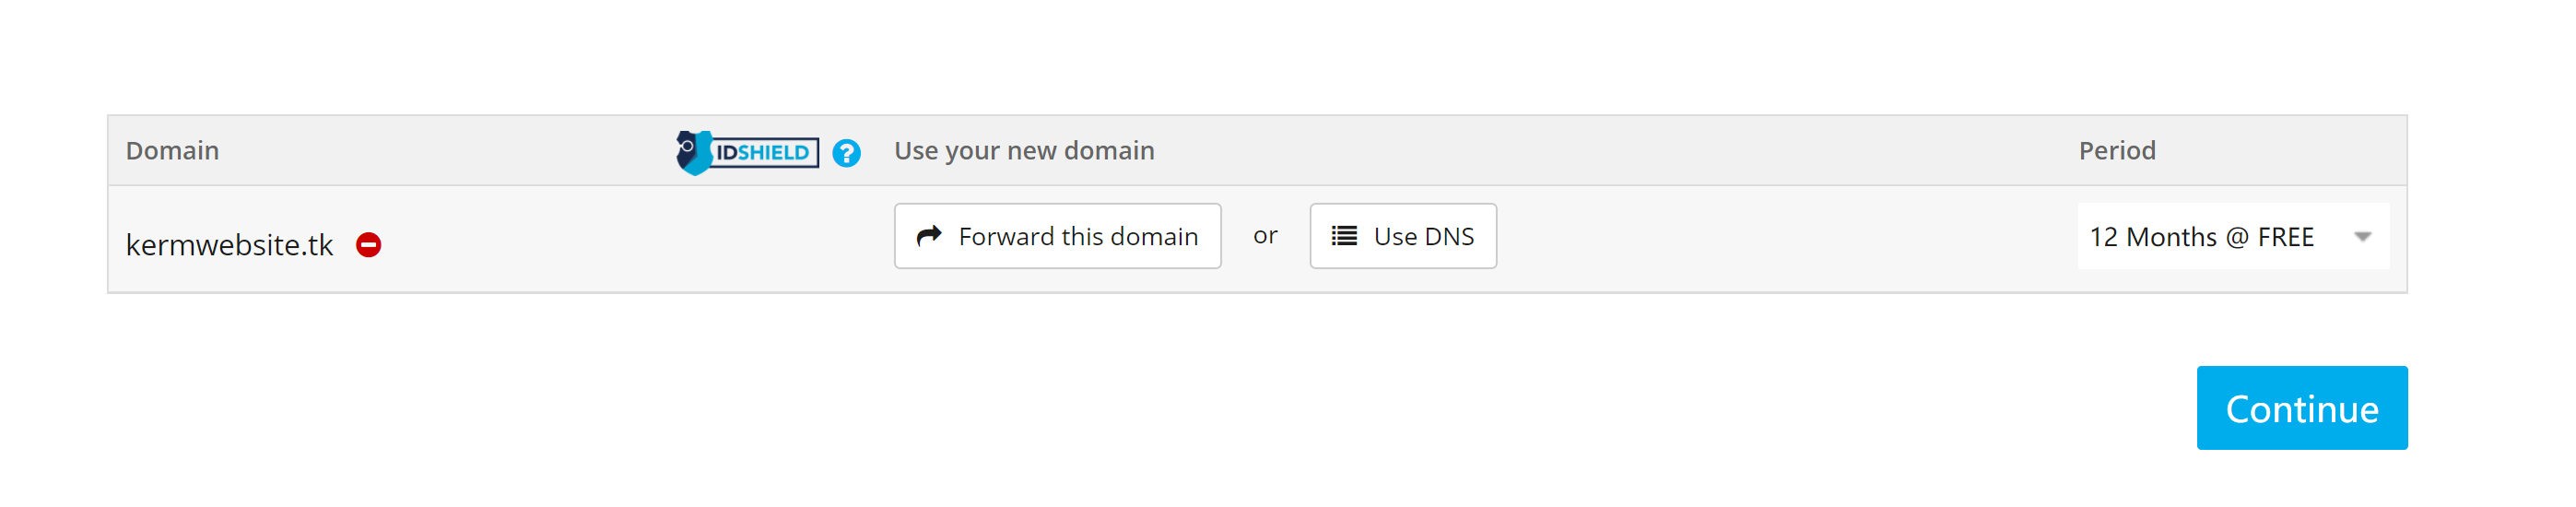 Domain IDSHIELD ? Use your new domain Period
kermwebsite.tk Forward this domain or Use DNS 12 Months @ FREE
Continue